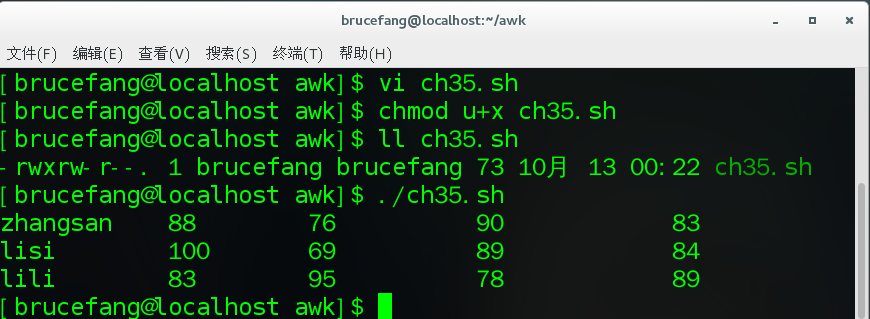 brucefang@localhost:~/awk
文件(F) 编辑(E) 查看(V) 搜索(S) 终端(T) 帮助(H)
[brucefang@localhost awk]$ vi ch35.sh
[brucefang@localhost awk]$ chmod u+x ch35.sh
[brucefang@localhost awk]$ ll ch35.sh
-rwxrw-r--. 1 brucefang brucefang 73 10月 13 00:22 ch35.sh
[brucefang@localhost awk]$ ./ch35.sh
zhangsan 88 76 90 83
lisi 100 69 89 84
lili 83 95 78 89
[brucefang@localhost awk]$